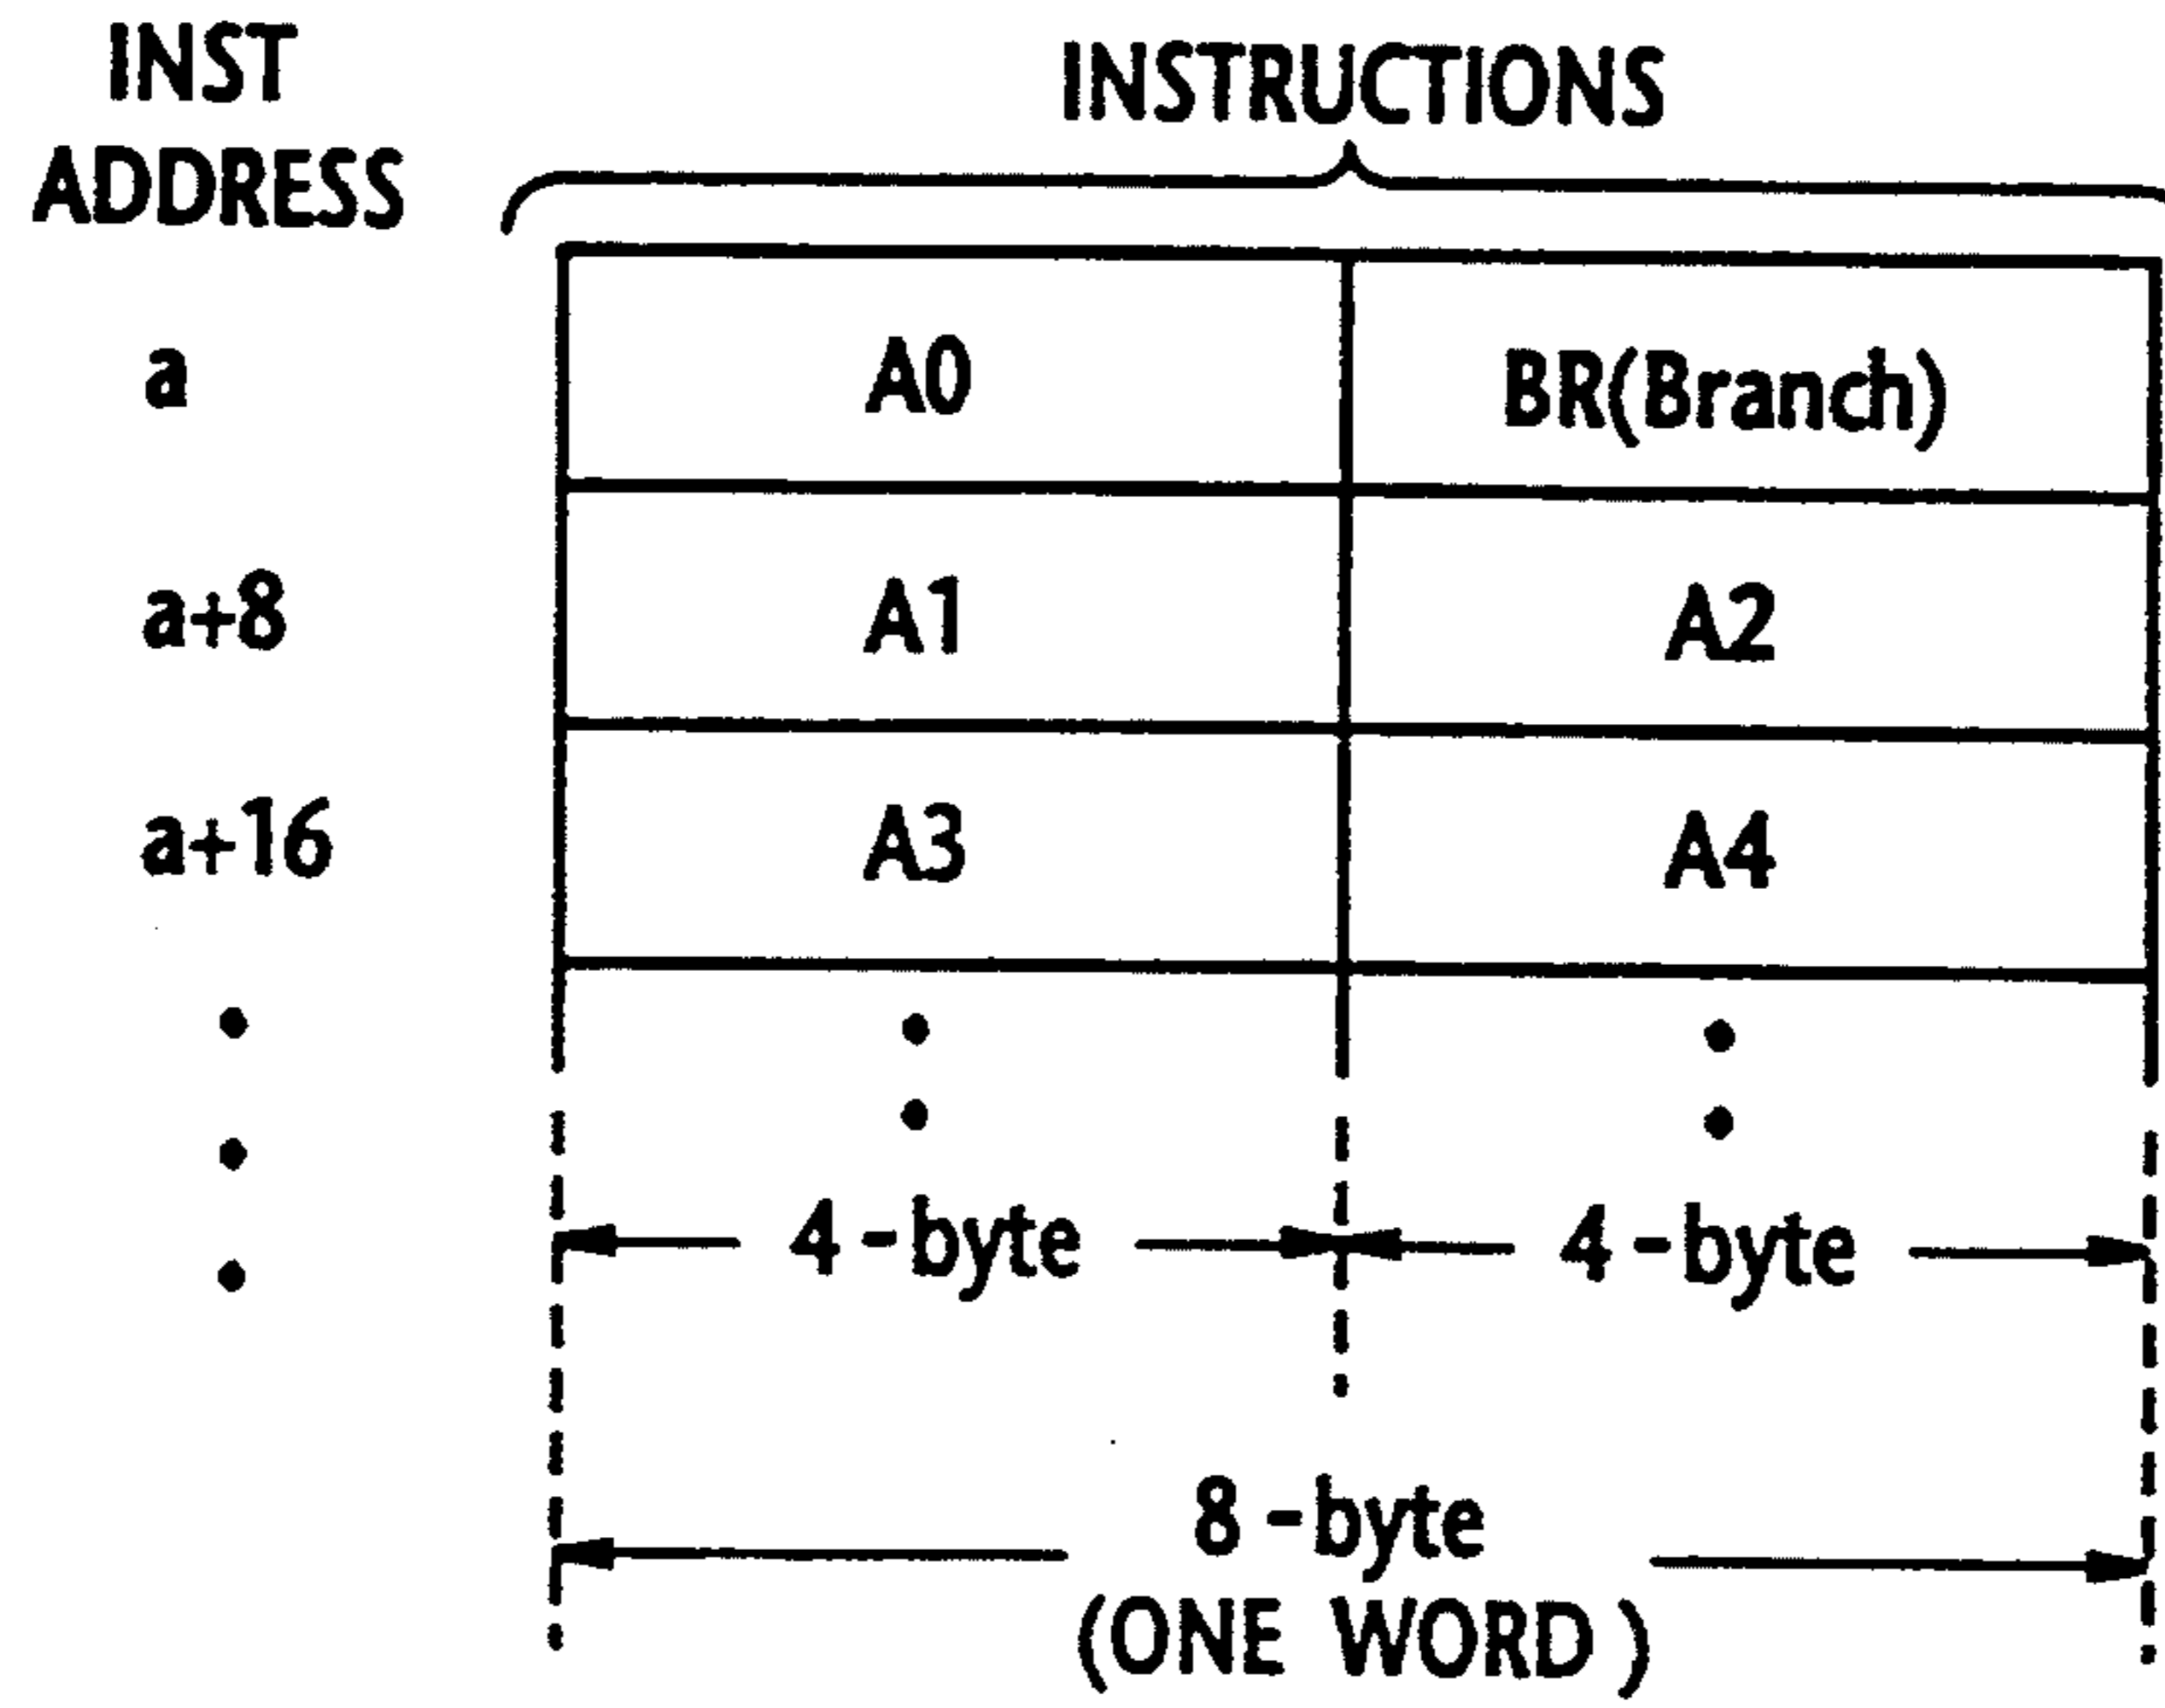 INST
ADDRESS
INSTRUCTIONS
a
A0
BR(Branch)
a+8
A1
A2
a+16
A3
A4
4-byte
4-byte
8-byte
(ONE WORD)